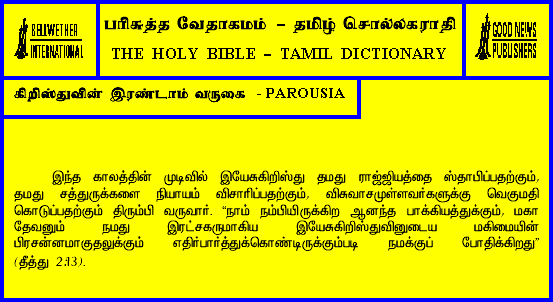 BELLWETHER
INTERNATIONAL
பரிசுத்த வேதாகமம் – தமிழ் சொல்லகராதி
THE HOLY BIBLE – TAMIL DICTIONARY
GOOD NEWS
PUBLISHERS
கிறிஸ்துவின் இரண்டாம் வருகை - PAROUSIA
இந்த காலத்தின் முடிவில் இயேசுகிறிஸ்து தமது ராஜ்ஜியத்தை ஸ்தாபிப்பதற்கும்,
தமது சத்துருக்களை நியாயம் விசாரிப்பதற்கும், விசுவாசமுள்ளவர்களுக்கு வெகுமதி
கொடுப்பதற்கும் திரும்பி வருவார். “நாம் நம்பியிருக்கிற ஆனந்த பாக்கியத்துக்கும், மகா
தேவனும் நமது இரட்சகருமாகிய இயேசுகிறிஸ்துவினுடைய மகிமையின்
பிரசன்னமாகுதலுக்கும் எதிர்பார்த்துக்கொண்டிருக்கும்படி நமக்குப் போதிக்கிறது”
(தீத்து 2:13).